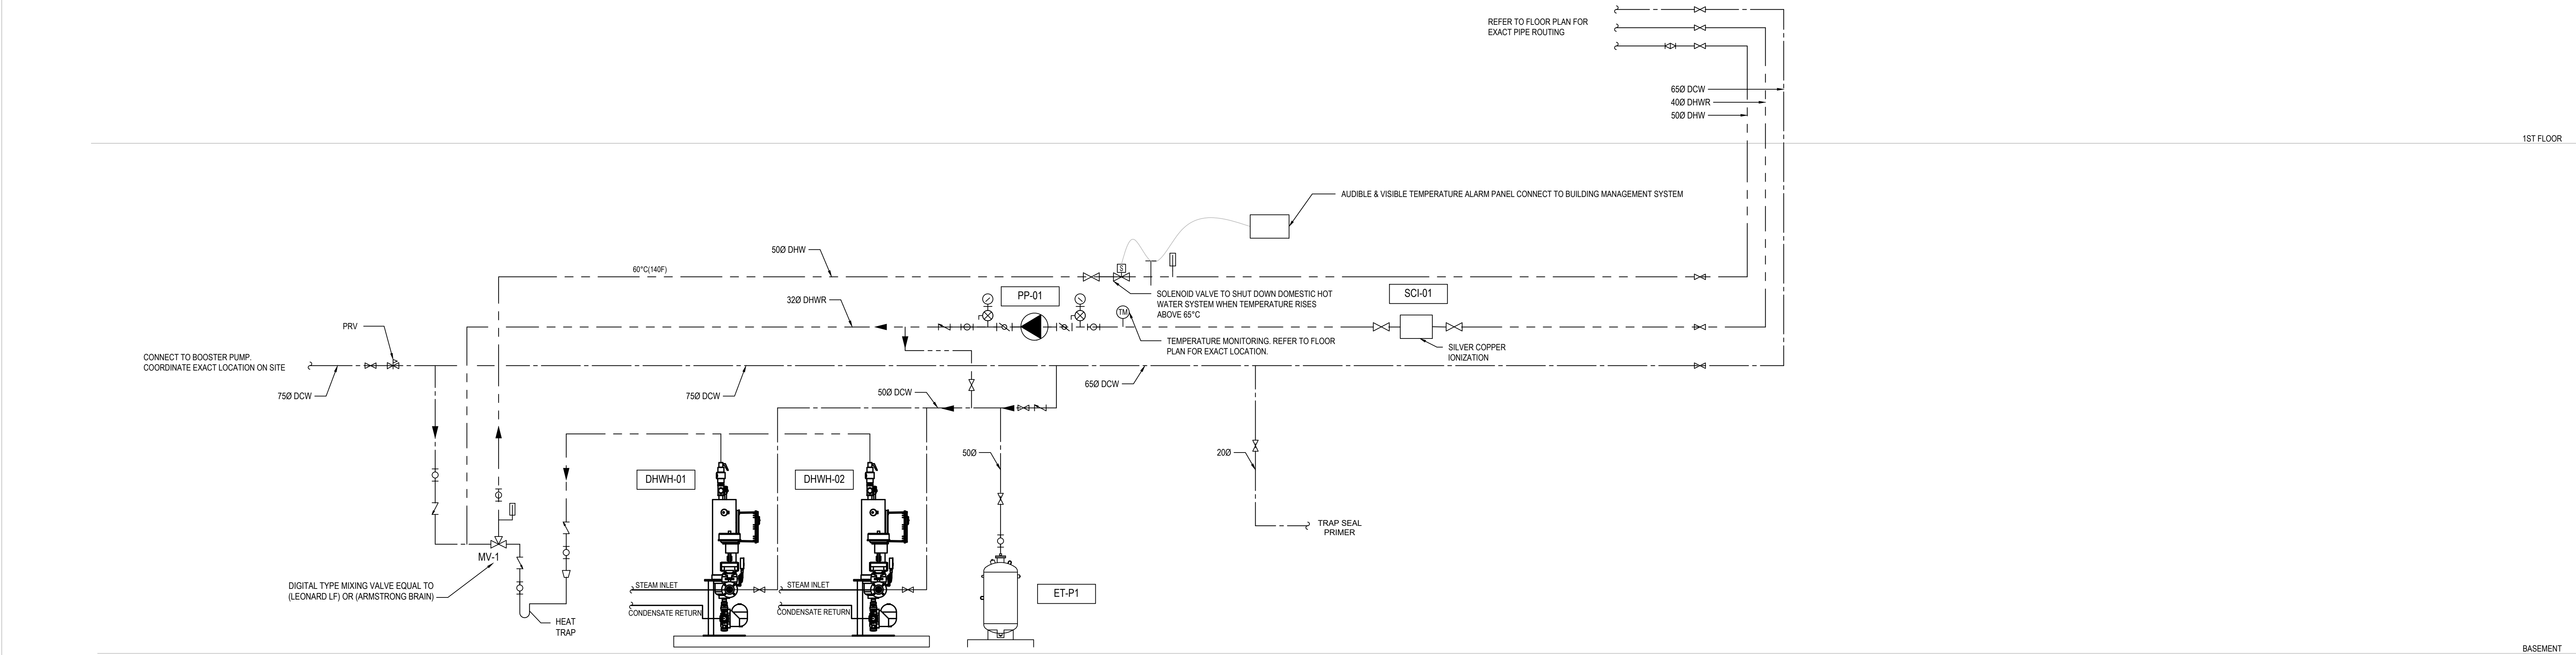 REFER TO FLOOR PLAN FOR
EXACT PIPE ROUTING
65Ø DCW
40Ø DHWR
50Ø DHW
1ST FLOOR
AUDIBLE & VISIBLE TEMPERATURE ALARM PANEL CONNECT TO BUILDING MANAGEMENT SYSTEM
50Ø DHW
60°C(140F)
S
SOLENOID VALVE TO SHUT DOWN DOMESTIC HOT
WATER SYSTEM WHEN TEMPERATURE RISES
ABOVE 65°C
PP-01
SCI-01
32Ø DHWR
TM
PRV
TEMPERATURE MONITORING. REFER TO FLOOR
PLAN FOR EXACT LOCATION.
SILVER COPPER
IONIZATION
CONNECT TO BOOSTER PUMP.
COORDINATE EXACT LOCATION ON SITE
75Ø DCW
75Ø DCW
50Ø DCW
65Ø DCW
50Ø
20Ø
DHWH-01
DHWH-02
TRAP SEAL
PRIMER
MV-1
DIGITAL TYPE MIXING VALVE EQUAL TO
(LEONARD LF) OR (ARMSTRONG BRAIN)
STEAM INLET
STEAM INLET
ET-P1
CONDENSATE RETURN
CONDENSATE RETURN
HEAT
TRAP
BASEMENT